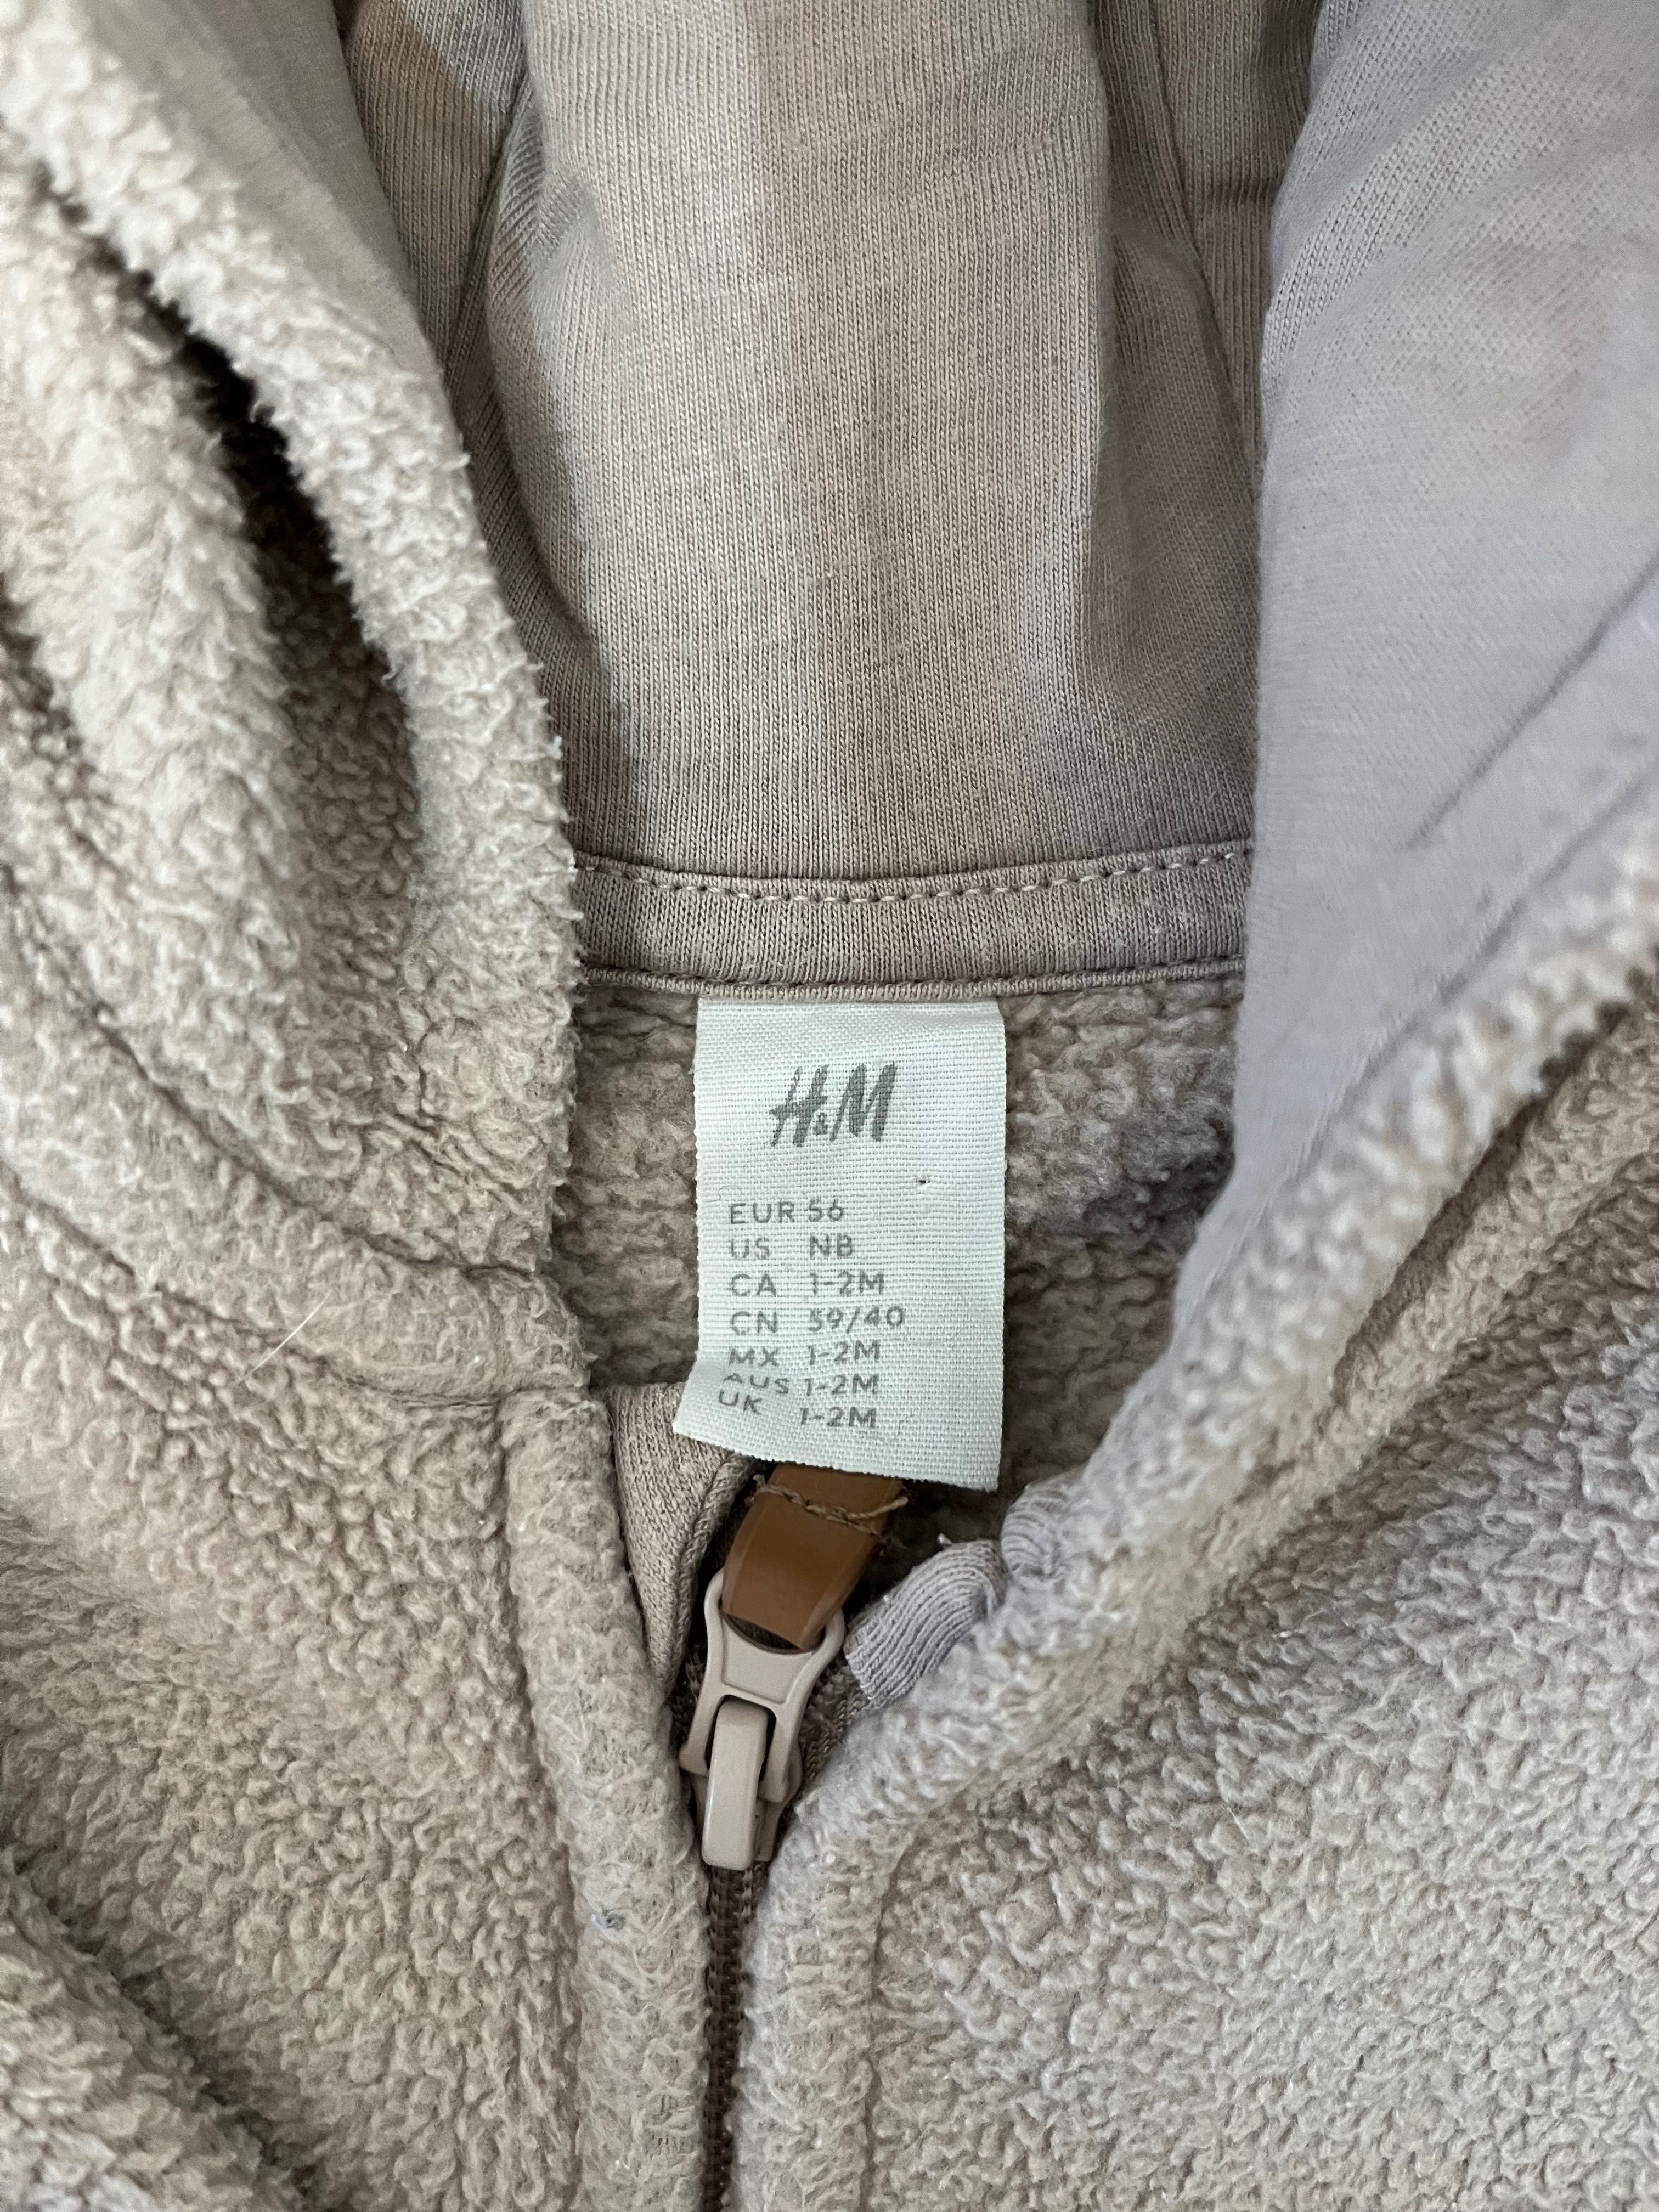 H&M
EUR 56
US NB
CA 1-2M
CN 59/40
MX 1-2M
AUS 1-2M
UK 1-2M